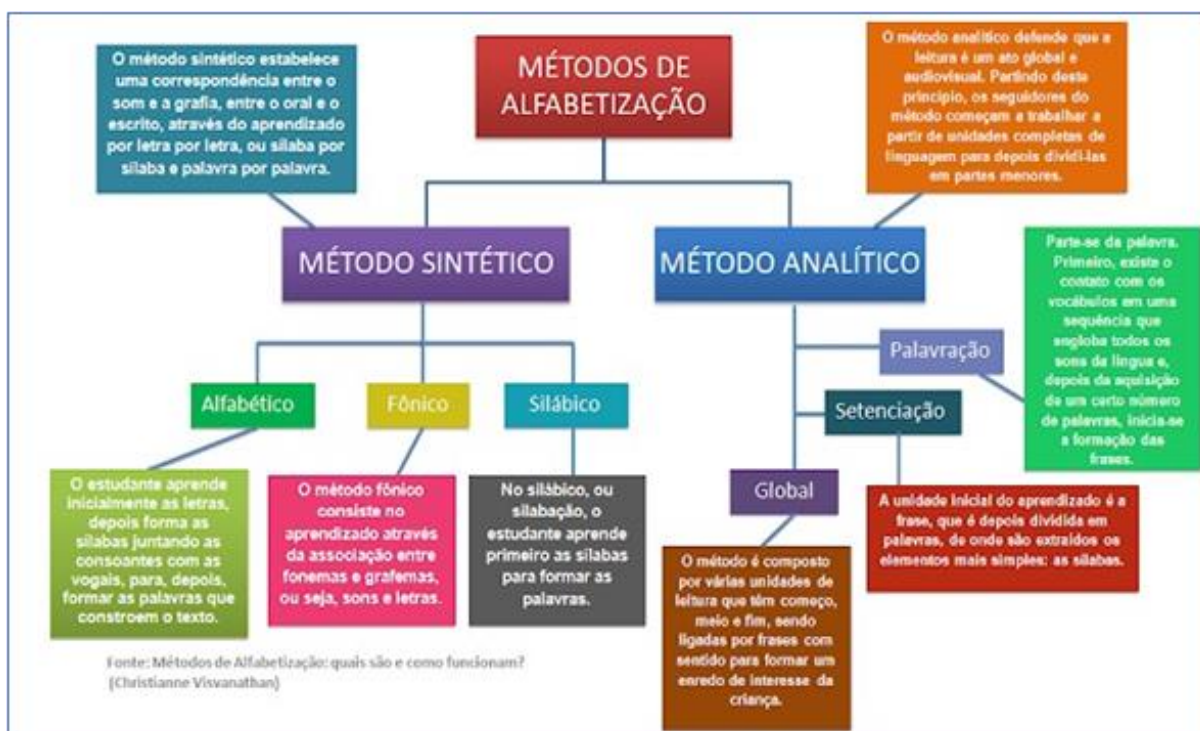 O método sintético estabelece
uma correspondência entre o
som e a grafia, entre o oral e o
escrito, através do aprendizado
por letra por letra, ou sílaba por
sílaba e palavra por palavra.
MÉTODOS DE
ALFABETIZAÇÃO
O método analítico defende que a
leitura é um ato global e
audiovisual. Partindo deste
princípio, os seguidores do
método começam a trabalhar a
partir de unidades completas de
linguagem para depois dividi-las
em partes menores.
MÉTODO SINTÉTICO
MÉTODO ANALÍTICO
Alfabético
Fônico
Silábico
O estudante aprende
inicialmente as letras,
depois forma as
sílabas juntando as
consoantes com as
vogais, para, depois,
formar as palavras que
constroem o texto.
O método fônico
consiste no
aprendizado através
da associação entre
fonemas e grafemas,
ou seja, sons e letras.
No silábico, ou
silabação, o
estudante aprende
primeiro as sílabas
para formar as
palavras.
Palavração
Parte-se da palavra.
Primeiro, existe o
contato com os
vocábulos em uma
sequência que
engloba todos os
sons da língua e,
depois da aquisição
de um certo número
de palavras, inicia-se
a formação das
frases.
Setenciação
A unidade inicial do aprendizado é a
frase, que é depois dividida em
palavras, de onde são extraídos os
elementos mais simples: as sílabas.
Global
O método é composto
por várias unidades de
leitura que têm começo,
meio e fim, sendo
ligadas por frases com
sentido para formar um
enredo de interesse da
criança.
Fonte: Métodos de Alfabetização: quais são e como funcionam?
(Christianne Visvanathan)